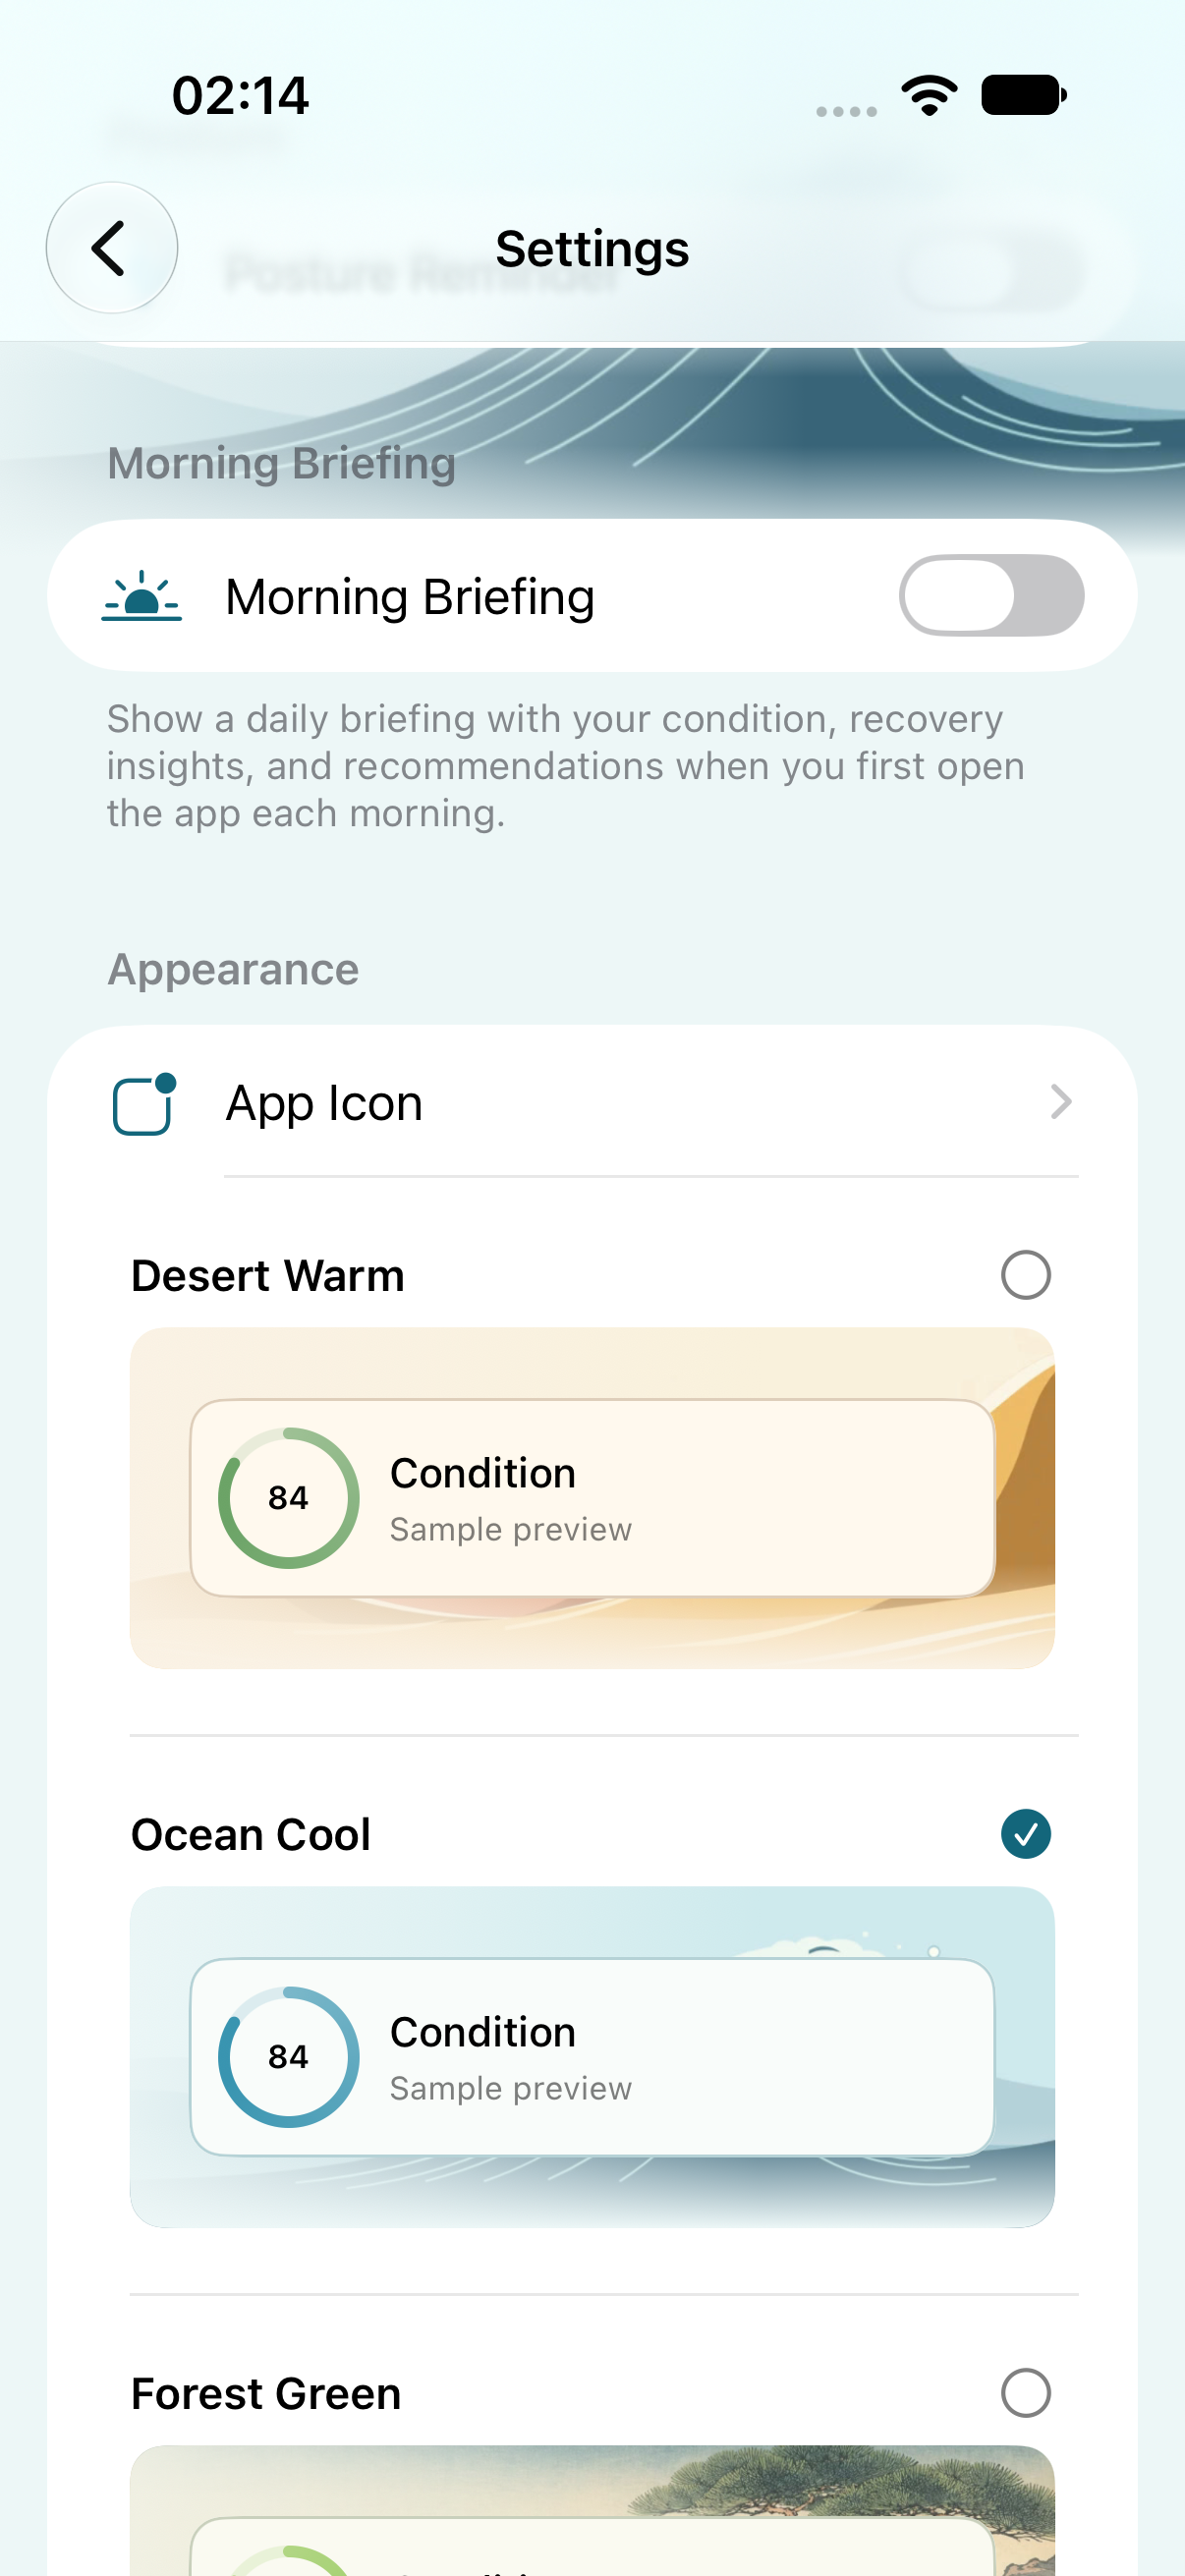 02:14
Settings
Posture Reminder
Morning Briefing
Morning Briefing
Show a daily briefing with your condition, recovery
insights, and recommendations when you first open
the app each morning.
Appearance
App Icon
Desert Warm
84
Condition
Sample preview
Ocean Cool
84
Condition
Sample preview
Forest Green